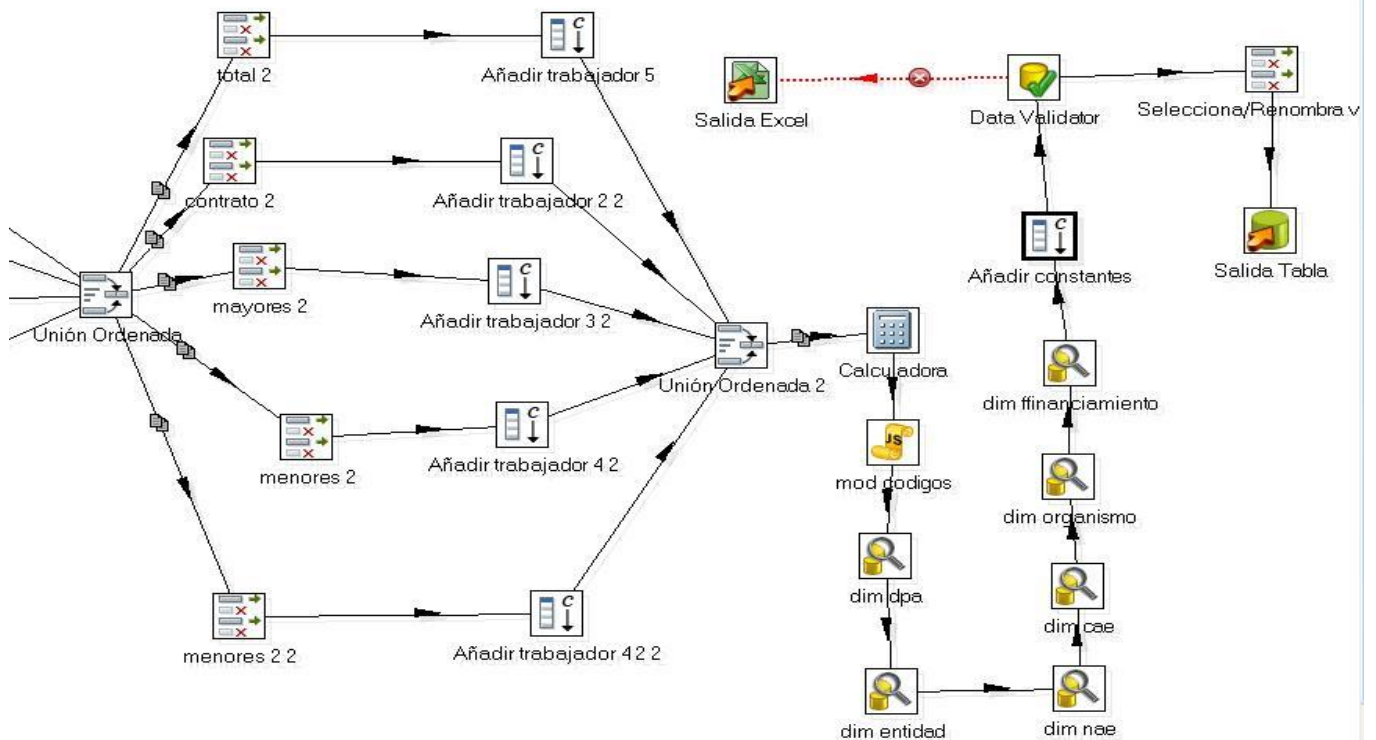 total 2
Añadir trabajador 5
Salida Excel
Data Validator
Selecciona/Renombra v
contrato 2
Añadir trabajador 2 2
Añadir constantes
Salida Tabla
mayores 2
Añadir trabajador 3 2
Unión Ordenada
Unión Ordenada 2
Calculadora
dim ffinanciamiento
menores 2
Añadir trabajador 4 2
JS
mod codigos
dim organismo
dim dpa
dim cae
menores 2 2
Añadir trabajador 4 2 2
dim entidad
dim nae